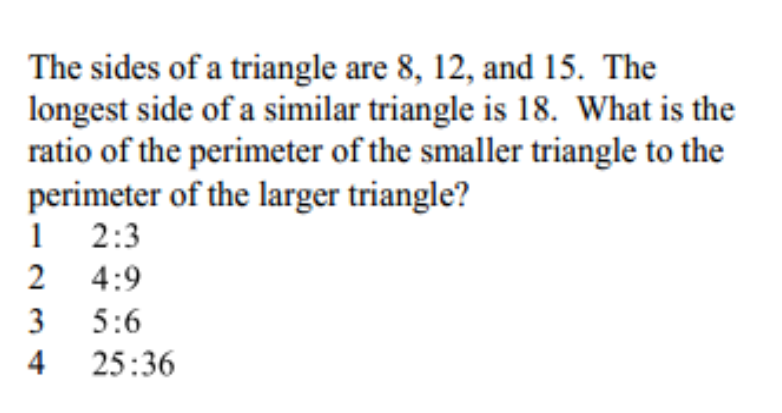 The sides of a triangle are 8, 12, and 15. The
longest side of a similar triangle is 18. What is the
ratio of the perimeter of the smaller triangle to the
perimeter of the larger triangle?
1 2:3
2 4:9
3 5:6
4 25:36